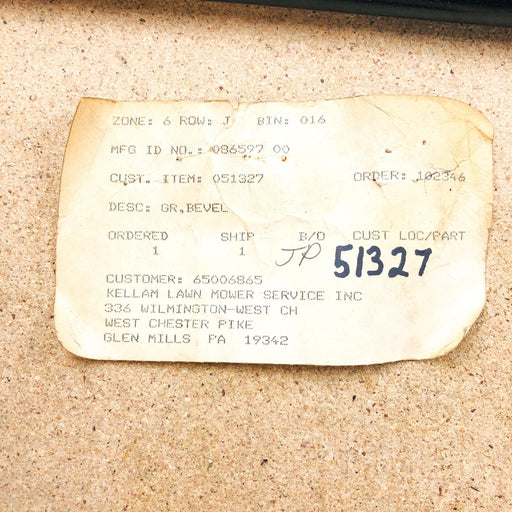 ZONE: 6 ROW: J BIN: 016
MFG ID NO.: 086597 00
CUST. ITEM: 051327 ORDER: 102346
DESC: GR,BEVEL
ORDERED SHIP B/O CUST LOC/PART
1 1 JP 51327
CUSTOMER: 65006865
KELLAM LAWN MOWER SERVICE INC
336 WILMINGTON-WEST CH
WEST CHESTER PIKE
GLEN MILLS PA 19342